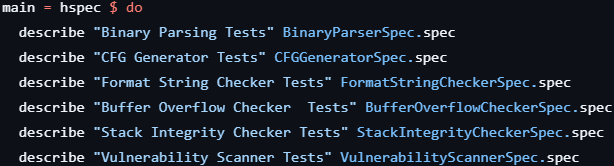 main = hspec $ do
  describe "Binary Parsing Tests" BinaryParserSpec.spec
  describe "CFG Generator Tests" CFGGeneratorSpec.spec
  describe "Format String Checker Tests" FormatStringCheckerSpec.spec
  describe "Buffer Overflow Checker  Tests" BufferOverflowCheckerSpec.spec
  describe "Stack Integrity Checker Tests" StackIntegrityCheckerSpec.spec
  describe "Vulnerability Scanner Tests" VulnerabilityScannerSpec.spec